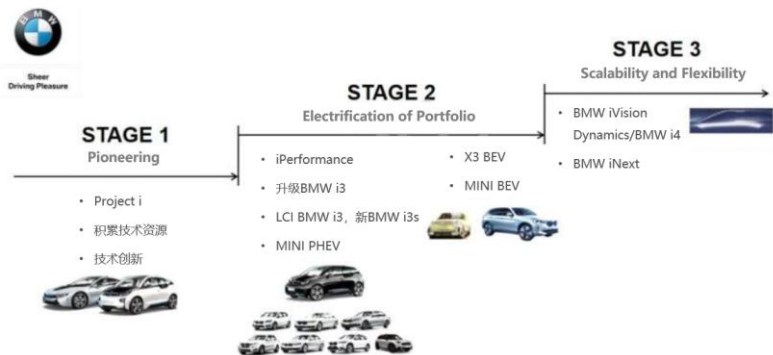 BMW
Sheer
Driving Pleasure
STAGE 1
Pioneering
• Project i
• 积累技术资源
• 技术创新
STAGE 2
Electrification of Portfolio
• iPerformance
• 升级BMW i3
• LCI BMW i3，新BMW i3s
• MINI PHEV
• X3 BEV
• MINI BEV
STAGE 3
Scalability and Flexibility
• BMW iVision
Dynamics/BMW i4
• BMW iNext